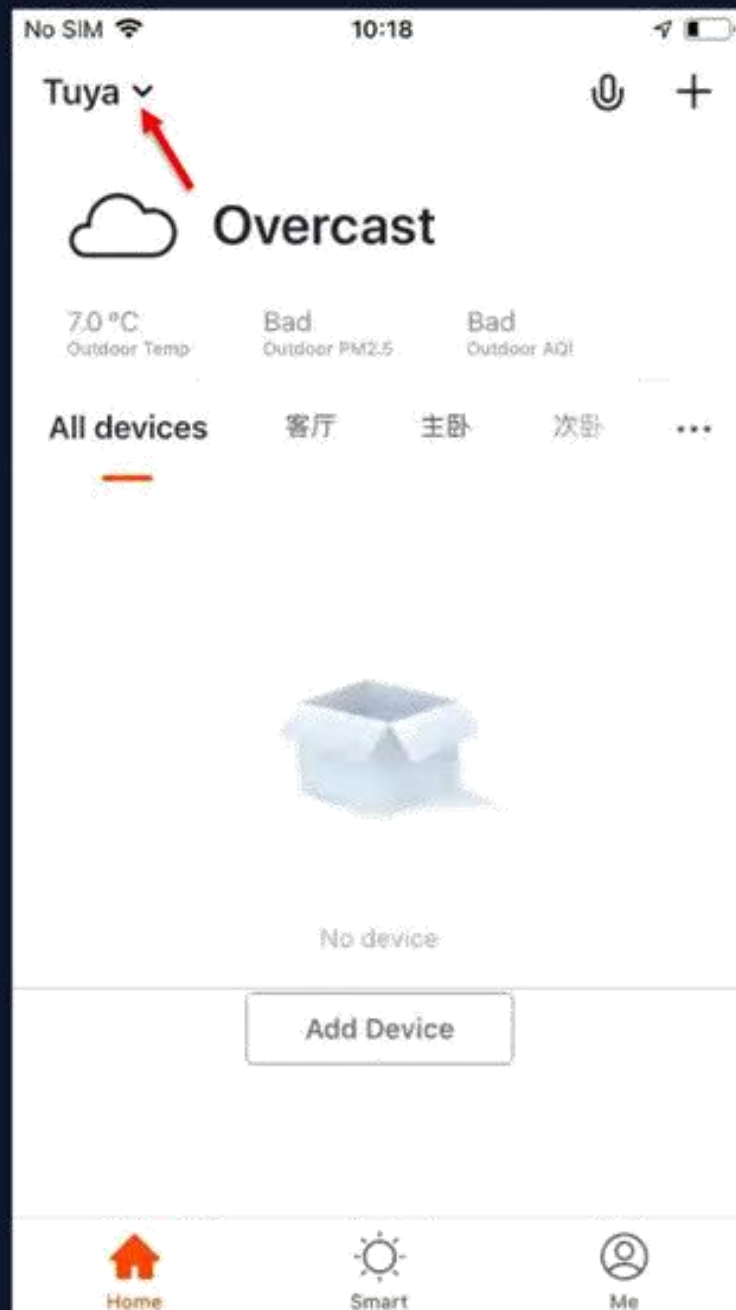 No SIM 10:18
Tuya
Overcast
7.0 °C Bad Bad
Outdoor Temp Outdoor PM2.5 Outdoor AQI
All devices 客厅 主卧 次卧 ...
No device
Add Device
Home Smart Me